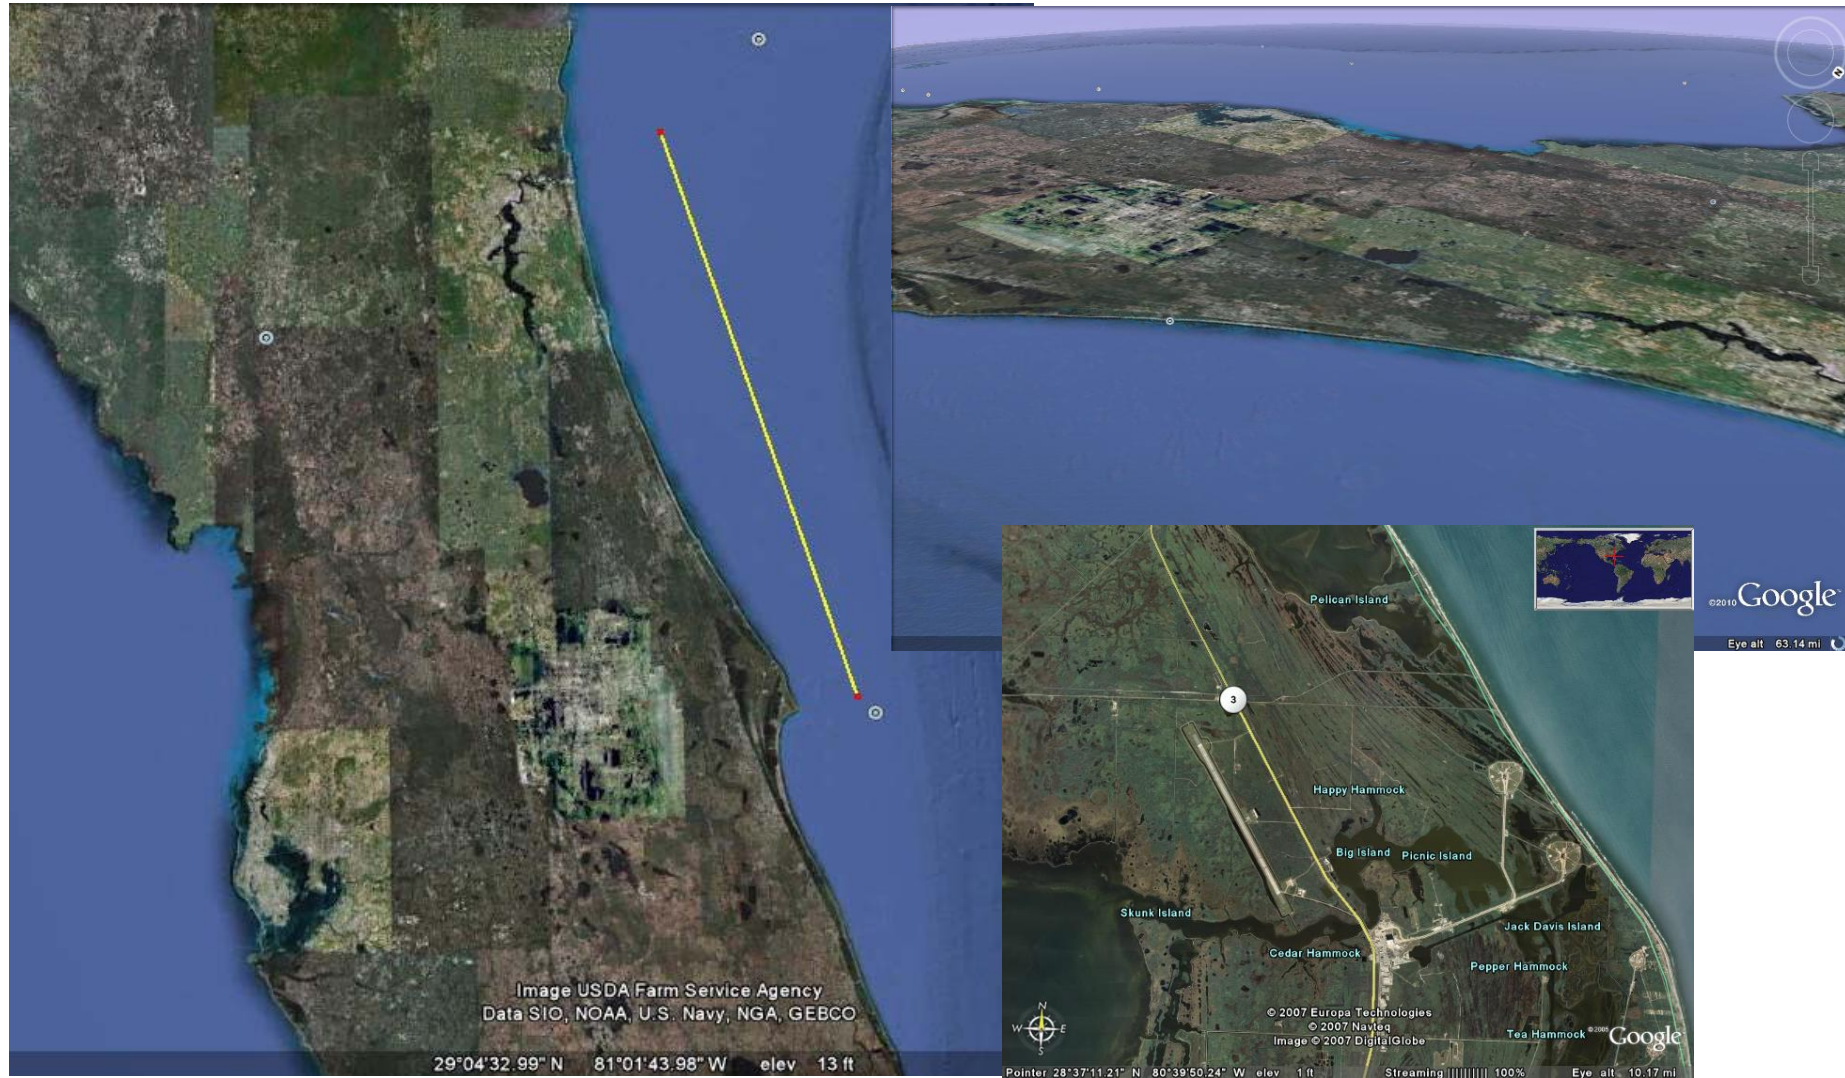 Image USDA Farm Service Agency
Data SIO, NOAA, U.S. Navy, NGA, GEBCO
29°04'32.99" N 81°01'43.98" W elev 13 ft
N
©2010 Google
Eye alt 63.14 mi
Pelican Island
3
Happy Hammock
Big Island
Picnic Island
Skunk Island
Jack Davis Island
Cedar Hammock
Pepper Hammock
N
W E
S
© 2007 Europa Technologies
© 2007 Navteq
Image © 2007 DigitalGlobe
Tea Hammock
©2005 Google
Pointer 28°37'11.21" N 80°39'50.24" W elev 1 ft Streaming |||||||||| 100% Eye alt 10.17 mi